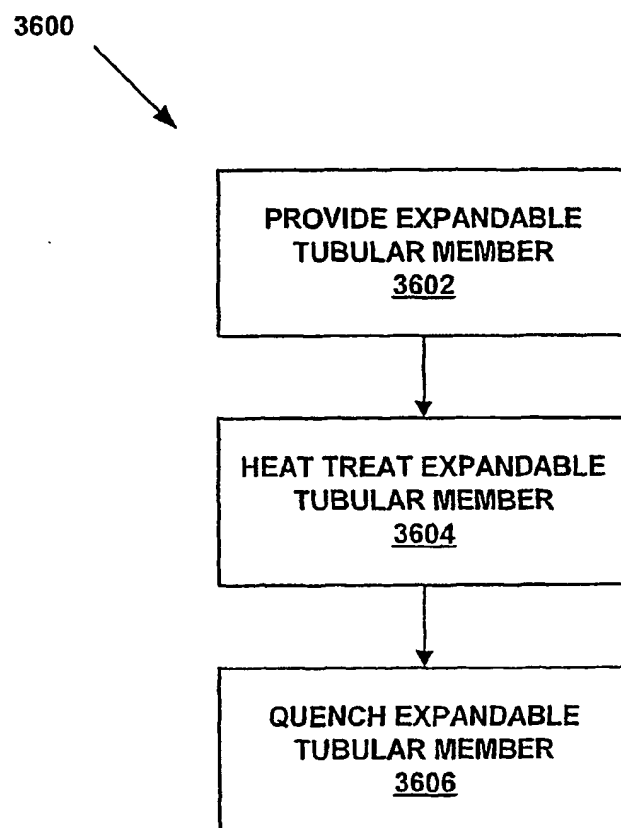 3600
PROVIDE EXPANDABLE
TUBULAR MEMBER
3602
HEAT TREAT EXPANDABLE
TUBULAR MEMBER
3604
QUENCH EXPANDABLE
TUBULAR MEMBER
3606